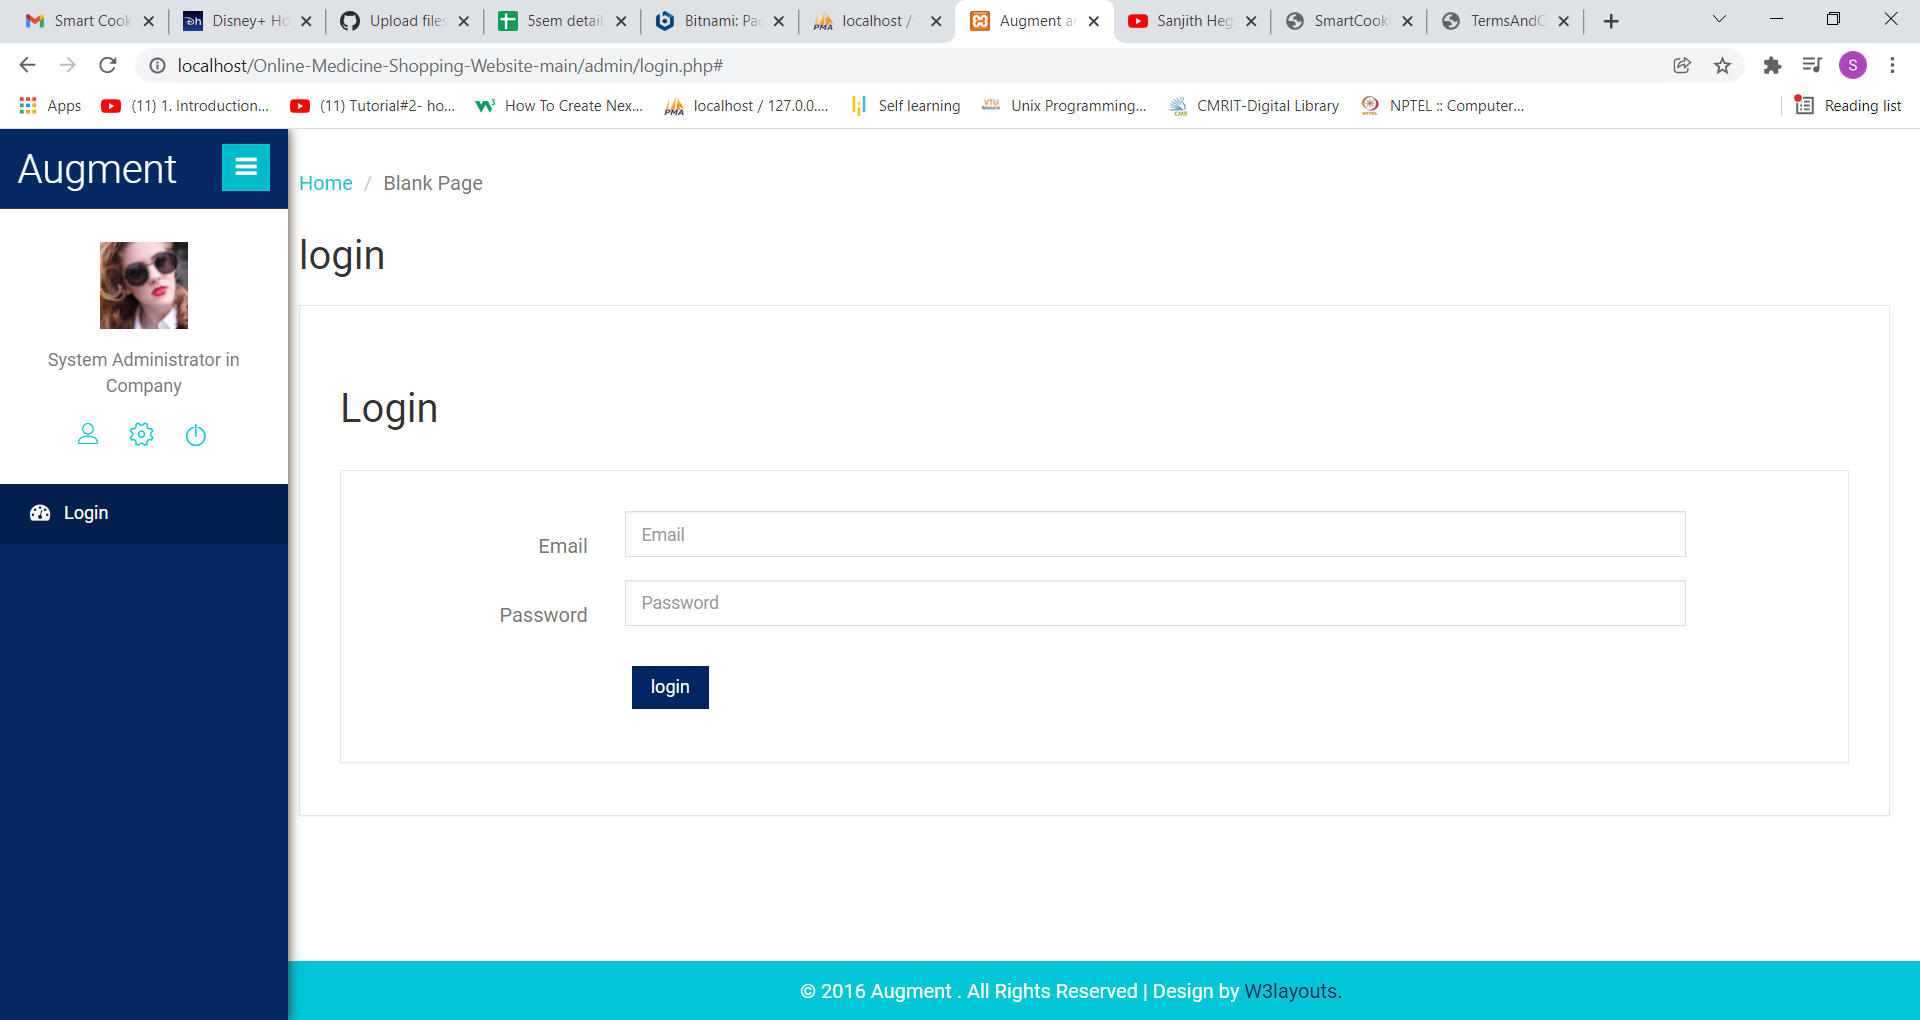 Smart Cook
Disney+ Ho
Upload files
5sem detail
Bitnami: Pac
localhost /
Augment a
Sanjith Heg
SmartCook
TermsAndC
localhost/Online-Medicine-Shopping-Website-main/admin/login.php#
S
Apps
(11) 1. Introduction...
(11) Tutorial#2- ho...
How To Create Nex...
localhost / 127.0.0....
Self learning
Unix Programming...
CMRIT-Digital Library
NPTEL :: Computer...
Reading list
Augment
Home / Blank Page
login
System Administrator in
Company
Login
Login
Email
Email
Password
Password
login
© 2016 Augment . All Rights Reserved | Design by W3layouts.